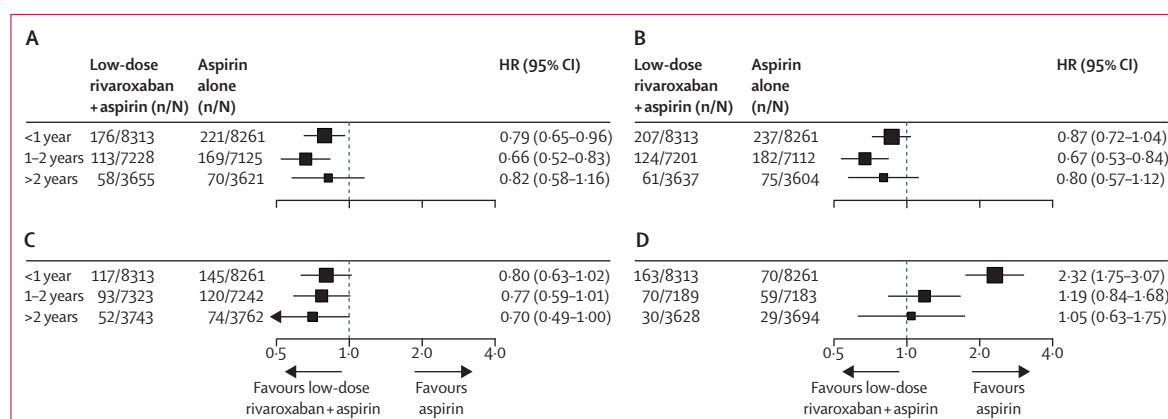 A
Low-dose rivaroxaban +aspirin (n/N) Aspirin alone (n/N) HR (95% CI)
<1 year 176/8313 221/8261 0·79 (0·65–0·96)
1–2 years 113/7228 169/7125 0·66 (0·52–0·83)
>2 years 58/3655 70/3621 0·82 (0·58–1·16)
B
Low-dose rivaroxaban +aspirin (n/N) Aspirin alone (n/N) HR (95% CI)
207/8313 237/8261 0·87 (0·72–1·04)
124/7201 182/7112 0·67 (0·53–0·84)
61/3637 75/3604 0·80 (0·57–1·12)
C
<1 year 117/8313 145/8261 0·80 (0·63–1·02)
1–2 years 93/7323 120/7242 0·77 (0·59–1·01)
>2 years 52/3743 74/3762 0·70 (0·49–1·00)
0·5 1·0 2·0 4·0
Favours low-dose rivaroxaban + aspirin Favours aspirin
D
163/8313 70/8261 2·32 (1·75–3·07)
70/7189 59/7183 1·19 (0·84–1·68)
30/3628 29/3694 1·05 (0·63–1·75)
0·5 1·0 2·0 4·0
Favours low-dose rivaroxaban + aspirin Favours aspirin